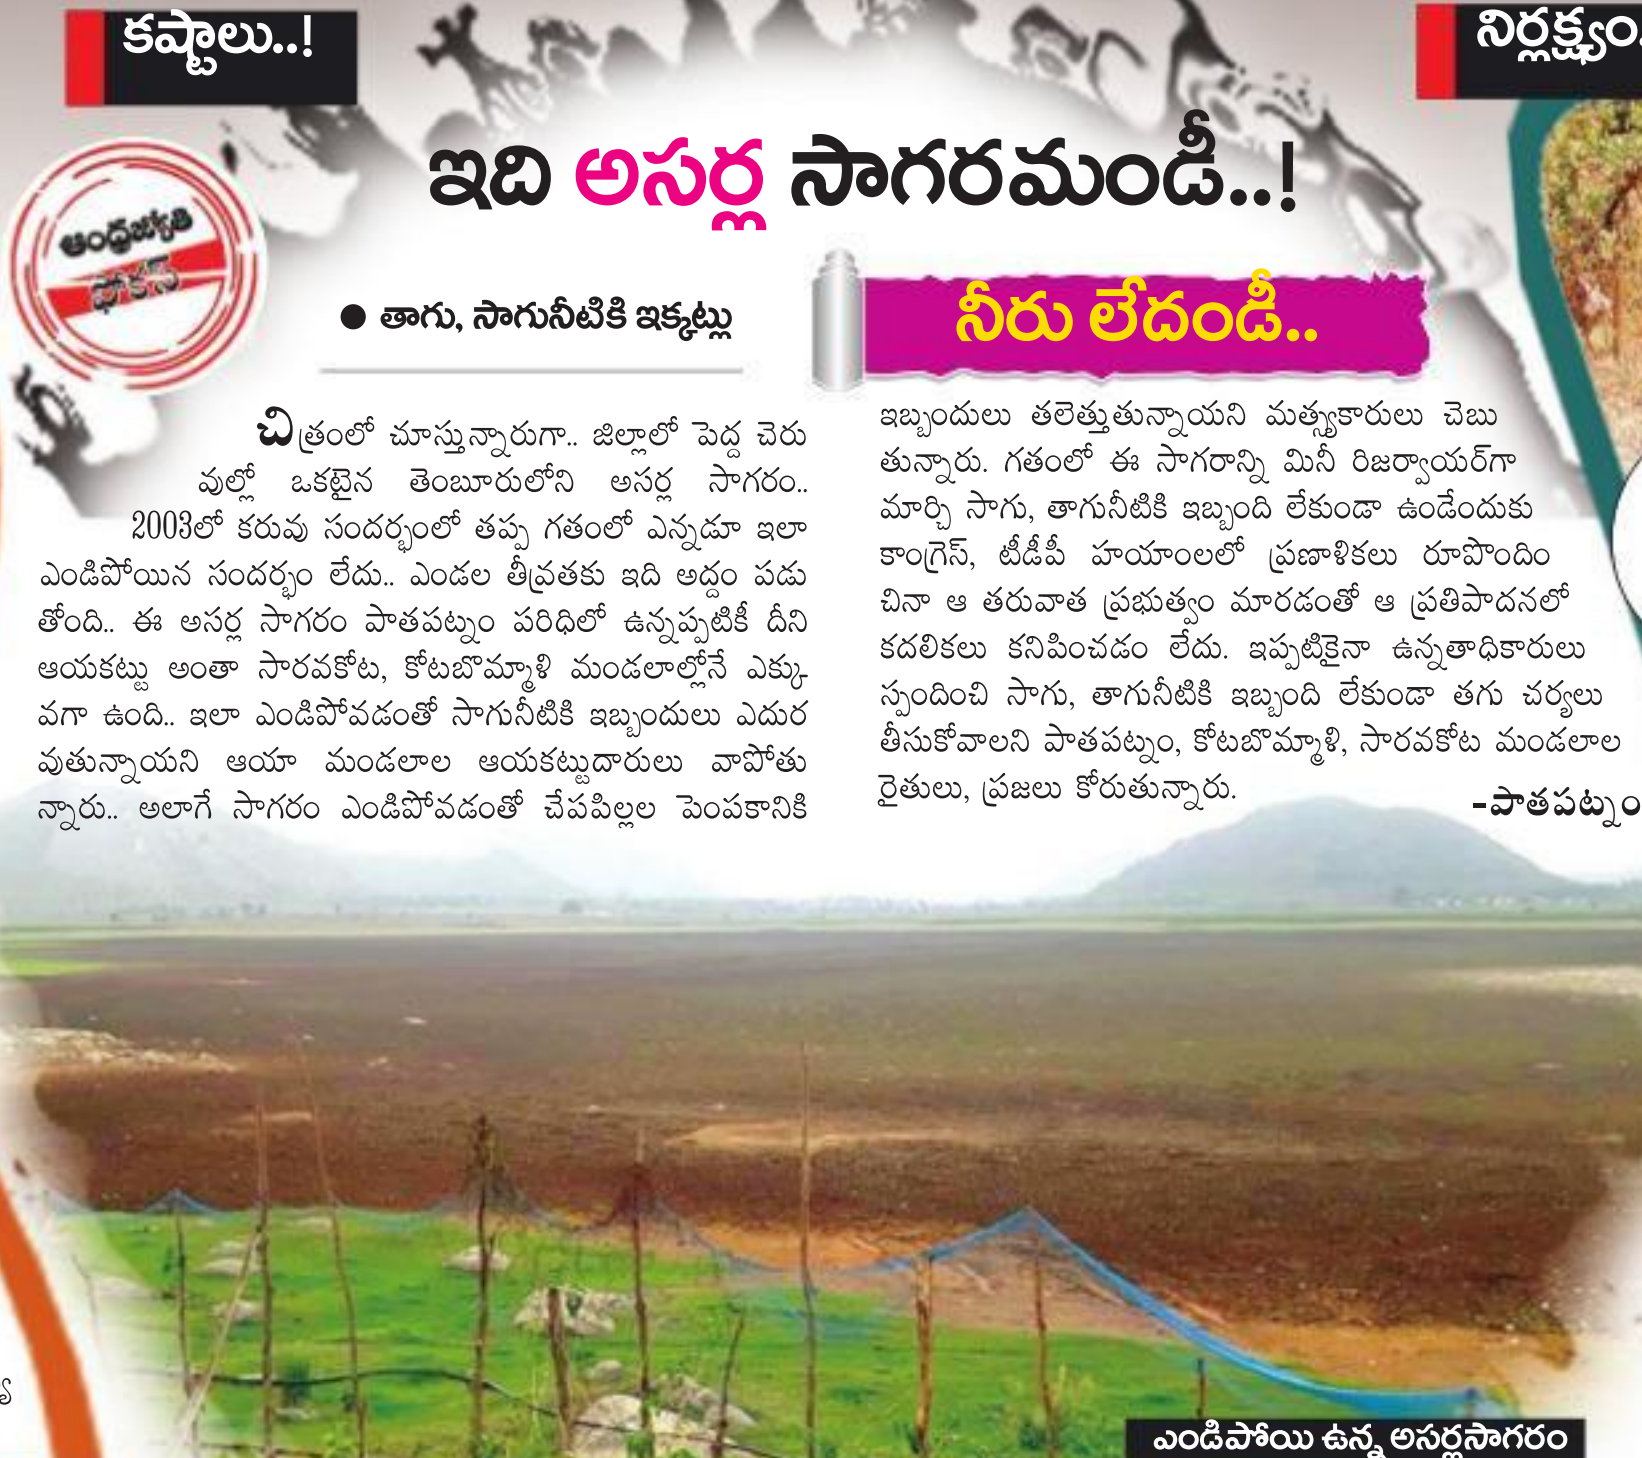 కష్టాలు..!
నిర్లక్ష్యం.
ఇది అసర్ల సాగరమండీ..!
ఆంధ్రజ్యోతి
ఫోకస్
● తాగు, సాగునీటికి ఇక్కట్లు
నీరు లేదండీ..
చిత్రంలో చూస్తున్నారుగా.. జిల్లాలో పెద్ద చెరు
వుల్లో ఒకటైన తెంబూరులోని అసర్ల సాగరం..
2003లో కరువు సందర్భంలో తప్ప గతంలో ఎన్నడూ ఇలా
ఎండిపోయిన సందర్భం లేదు.. ఎండల తీవ్రతకు ఇది అద్దం పడు
తోంది.. ఈ అసర్ల సాగరం పాతపట్నం పరిధిలో ఉన్నప్పటికీ దీని
ఆయకట్టు అంతా సారవకోట, కోటబొమ్మాళి మండలాల్లోనే ఎక్కు
వగా ఉంది.. ఇలా ఎండిపోవడంతో సాగునీటికి ఇబ్బందులు ఎదుర
వుతున్నాయని ఆయా మండలాల ఆయకట్టుదారులు వాపోతు
న్నారు.. అలాగే సాగరం ఎండిపోవడంతో చేపపిల్లల పెంపకానికి
ఇబ్బందులు తలెత్తుతున్నాయని మత్స్యకారులు చెబు
తున్నారు. గతంలో ఈ సాగరాన్ని మినీ రిజర్వాయర్‌గా
మార్చి సాగు, తాగునీటికి ఇబ్బంది లేకుండా ఉండేందుకు
కాంగ్రెస్, టీడీపీ హయాంలలో ప్రణాళికలు రూపొందిం
చినా ఆ తరువాత ప్రభుత్వం మారడంతో ఆ ప్రతిపాదనలో
కదలికలు కనిపించడం లేదు. ఇప్పటికైనా ఉన్నతాధికారులు
స్పందించి సాగు, తాగునీటికి ఇబ్బంది లేకుండా తగు చర్యలు
తీసుకోవాలని పాతపట్నం, కోటబొమ్మాళి, సారవకోట మండలాల
రైతులు, ప్రజలు కోరుతున్నారు.
-పాతపట్నం
ఎండిపోయి ఉన్న అసర్లసాగరం